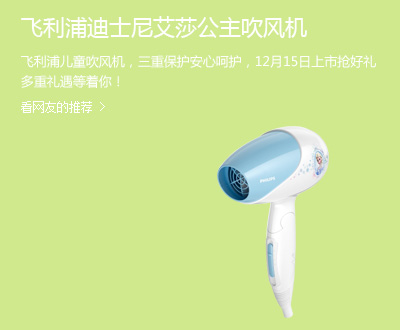 飞利浦迪士尼艾莎公主吹风机
飞利浦儿童吹风机，三重保护安心呵护，12月15日上市抢好礼
多重礼遇等着你！
看网友的推荐 >
PHILIPS